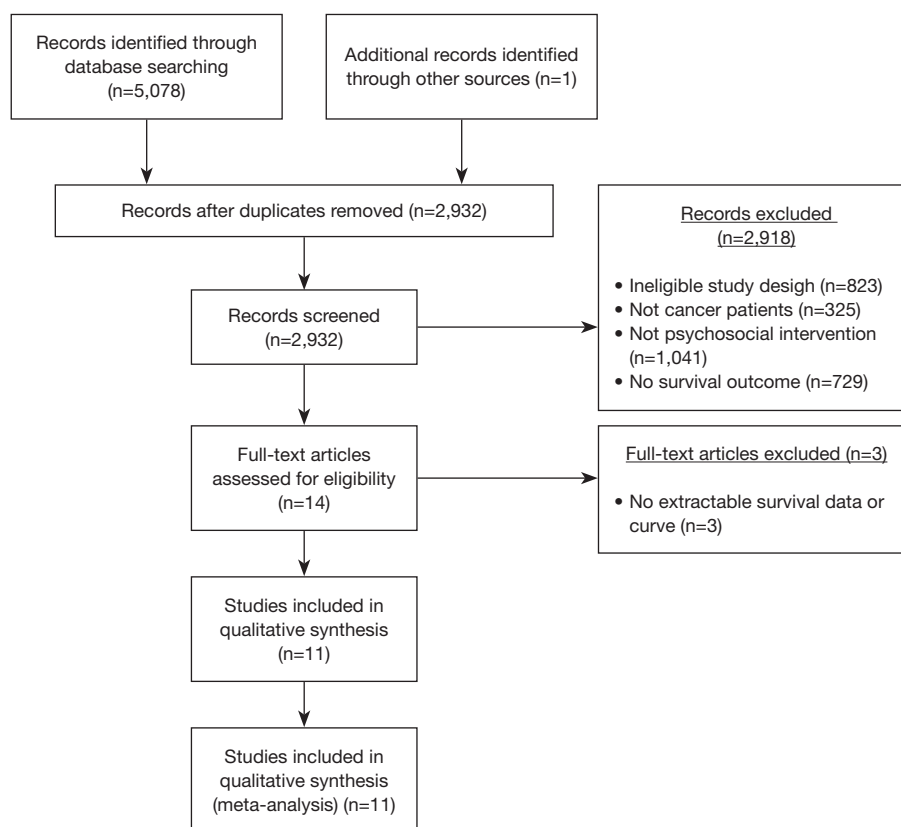 Records identified through
database searching
(n=5,078)
Additional records identified
through other sources (n=1)
Records after duplicates removed (n=2,932)
Records screened
(n=2,932)
Records excluded
(n=2,918)
• Ineligible study desigh (n=823)
• Not cancer patients (n=325)
• Not psychosocial intervention
(n=1,041)
• No survival outcome (n=729)
Full-text articles
assessed for eligibility
(n=14)
Full-text articles excluded (n=3)
• No extractable survival data or
curve (n=3)
Studies included in
qualitative synthesis
(n=11)
Studies included in
qualitative synthesis
(meta-analysis) (n=11)